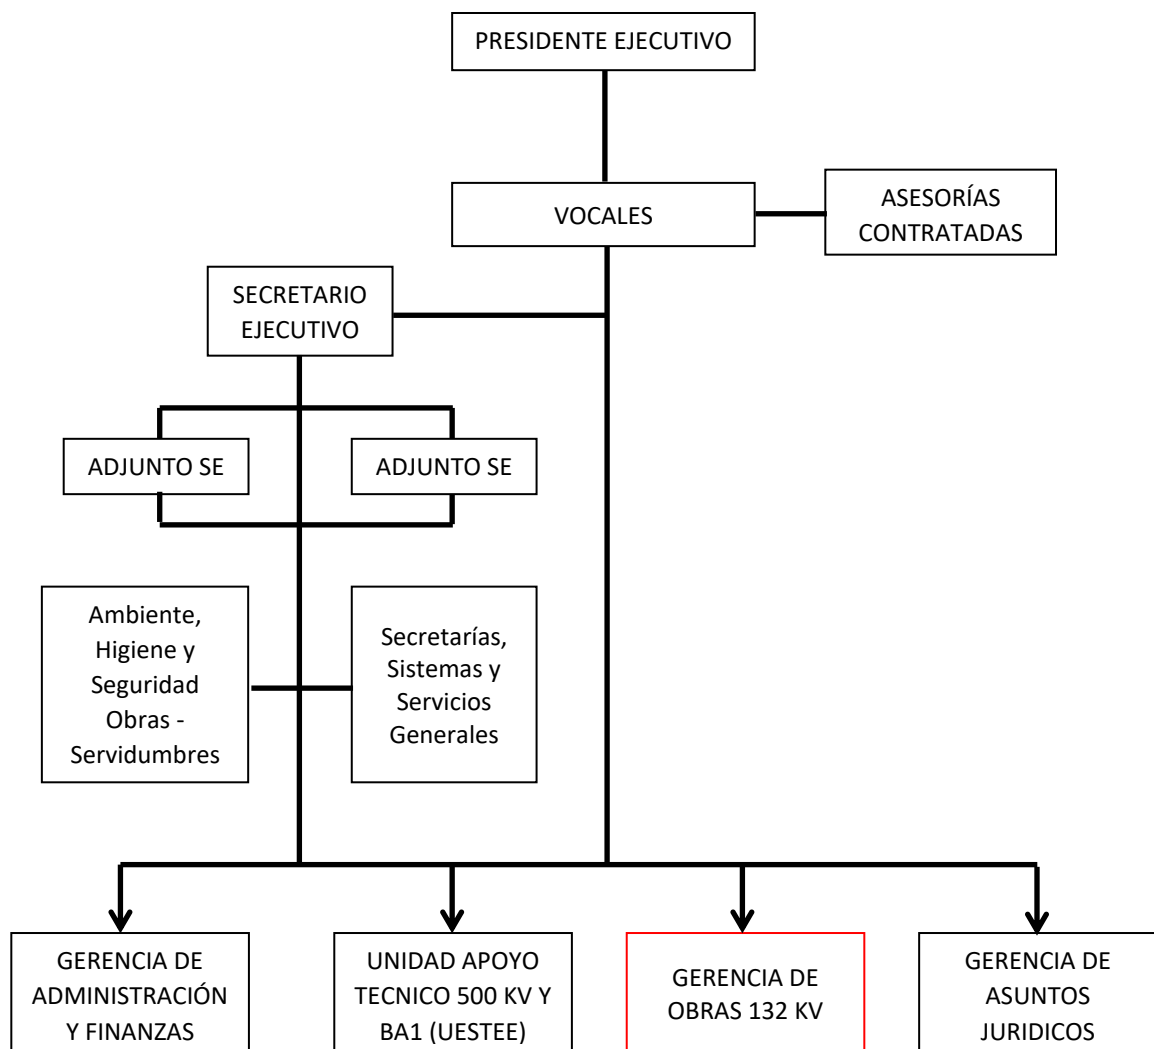 PRESIDENTE EJECUTIVO
VOCALES
ASESORÍAS
CONTRATADAS
SECRETARIO
EJECUTIVO
ADJUNTO SE
ADJUNTO SE
Ambiente,
Higiene y
Seguridad
Obras -
Servidumbres
Secretarías,
Sistemas y
Servicios
Generales
GERENCIA DE
ADMINISTRACIÓN
Y FINANZAS
UNIDAD APOYO
TECNICO 500 KV Y
BA1 (UESTEE)
GERENCIA DE
OBRAS 132 KV
GERENCIA DE
ASUNTOS
JURIDICOS